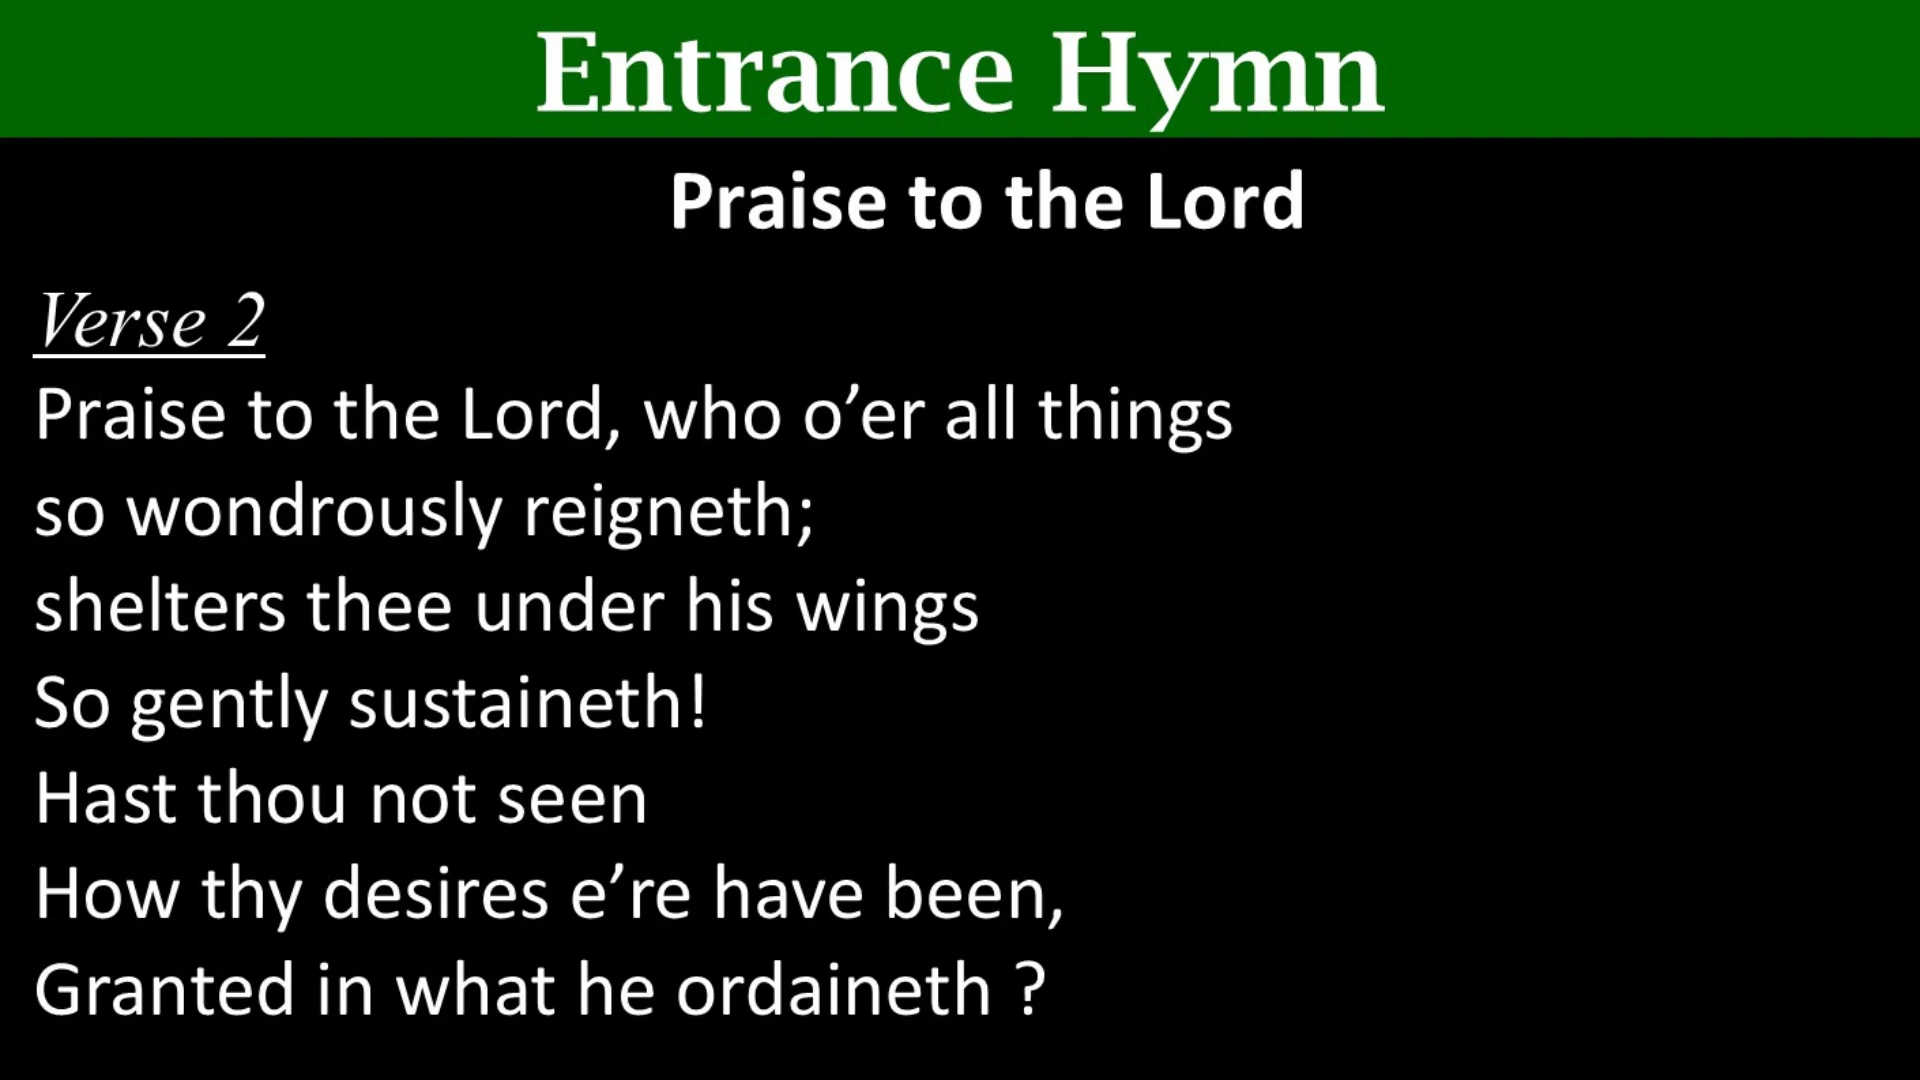 Entrance Hymn
Praise to the Lord
Verse 2
Praise to the Lord, who o’er all things
so wondrously reigneth;
shelters thee under his wings
So gently sustaineth!
Hast thou not seen
How thy desires e’re have been,
Granted in what he ordaineth ?